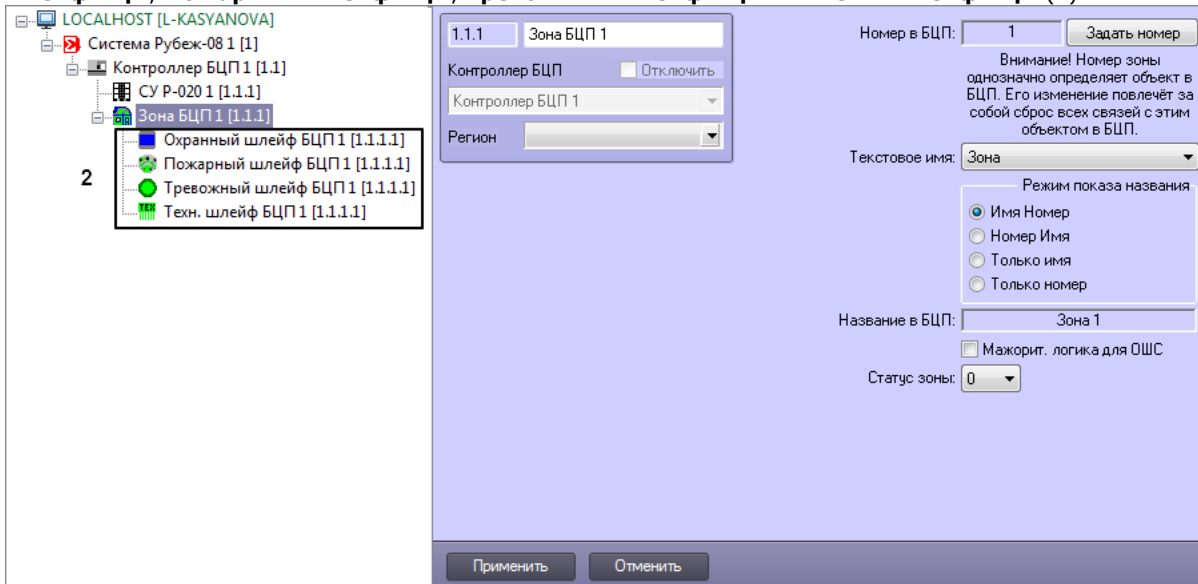 LOCALHOST [L-KASYANOVA]
Система Рубеж-08 1 [1]
Контроллер БЦП 1 [1.1]
СУ Р-020 1 [1.1.1]
Зона БЦП 1 [1.1.1]
Охранный шлейф БЦП 1 [1.1.1.1]
Пожарный шлейф БЦП 1 [1.1.1.1]
Тревожный шлейф БЦП 1 [1.1.1.1]
Техн. шлейф БЦП 1 [1.1.1.1]
2
1.1.1 Зона БЦП 1
Контроллер БЦП Отключить
Контроллер БЦП 1
Регион
Номер в БЦП: 1 Задать номер
Внимание! Номер зоны
однозначно определяет объект в
БЦП. Его изменение повлечёт за
собой сброс всех связей с этим
объектом в БЦП.
Текстовое имя: Зона
Режим показа названия
Имя Номер
Номер Имя
Только имя
Только номер
Название в БЦП: Зона 1
Мажорит. логика для ОШС
Статус зоны: 0
Применить Отменить